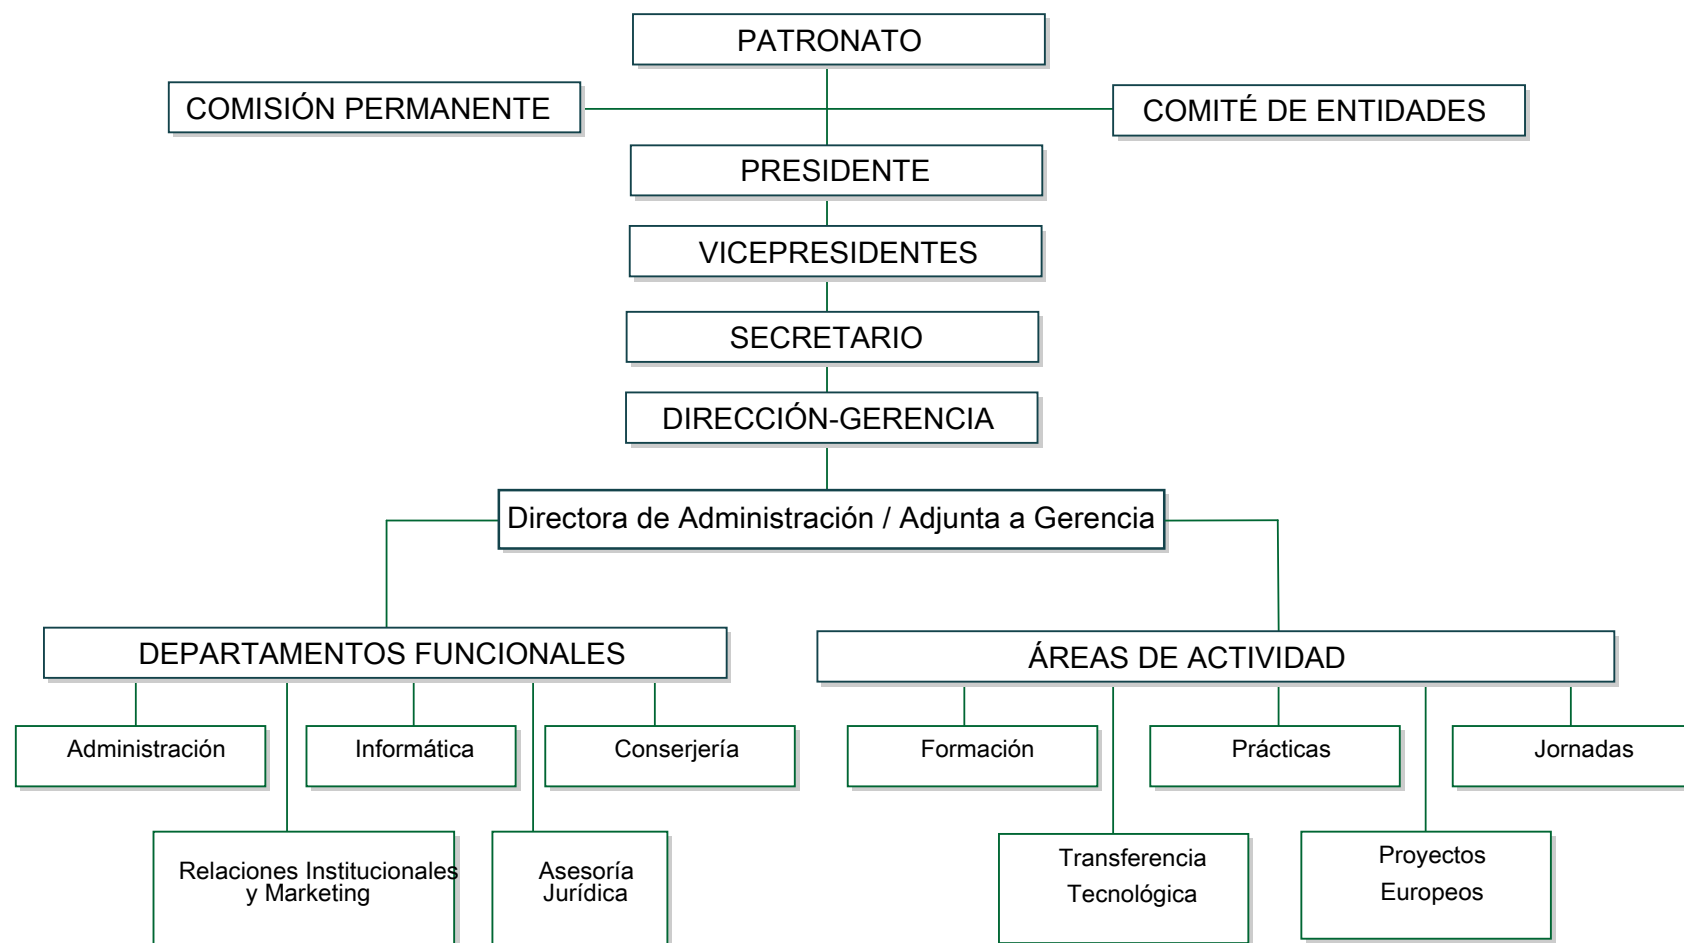 PATRONATO
COMISIÓN PERMANENTE
COMITÉ DE ENTIDADES
PRESIDENTE
VICEPRESIDENTES
SECRETARIO
DIRECCIÓN-GERENCIA
Directora de Administración / Adjunta a Gerencia
DEPARTAMENTOS FUNCIONALES
ÁREAS DE ACTIVIDAD
Administración
Informática
Conserjería
Formación
Prácticas
Jornadas
Relaciones Institucionales
y Marketing
Asesoría
Jurídica
Transferencia
Tecnológica
Proyectos
Europeos